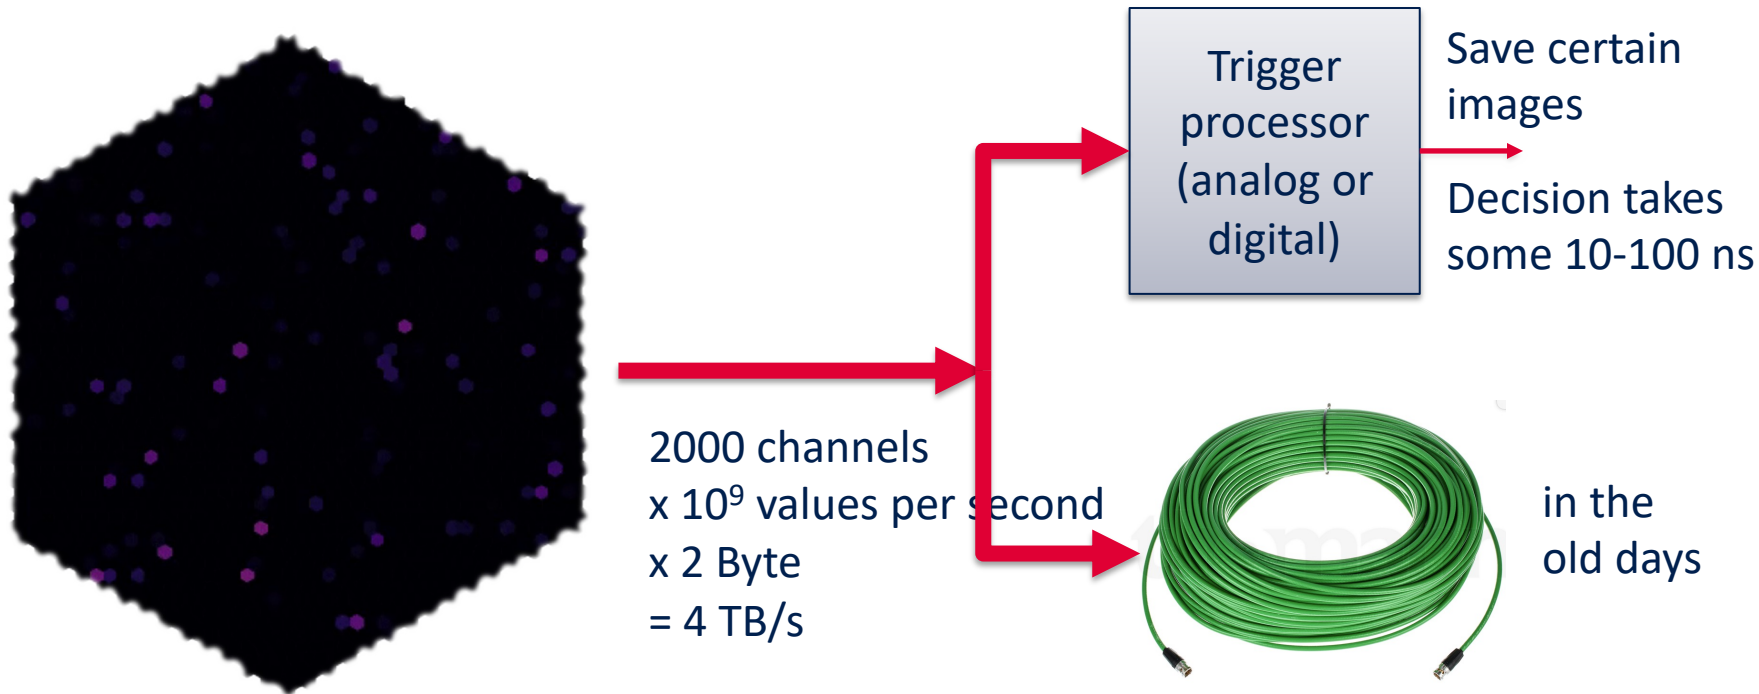 2000 channels
x 10⁹ values per second
x 2 Byte
= 4 TB/s
Trigger
processor
(analog or
digital)
Save certain
images
Decision takes
some 10-100 ns
in the
old days